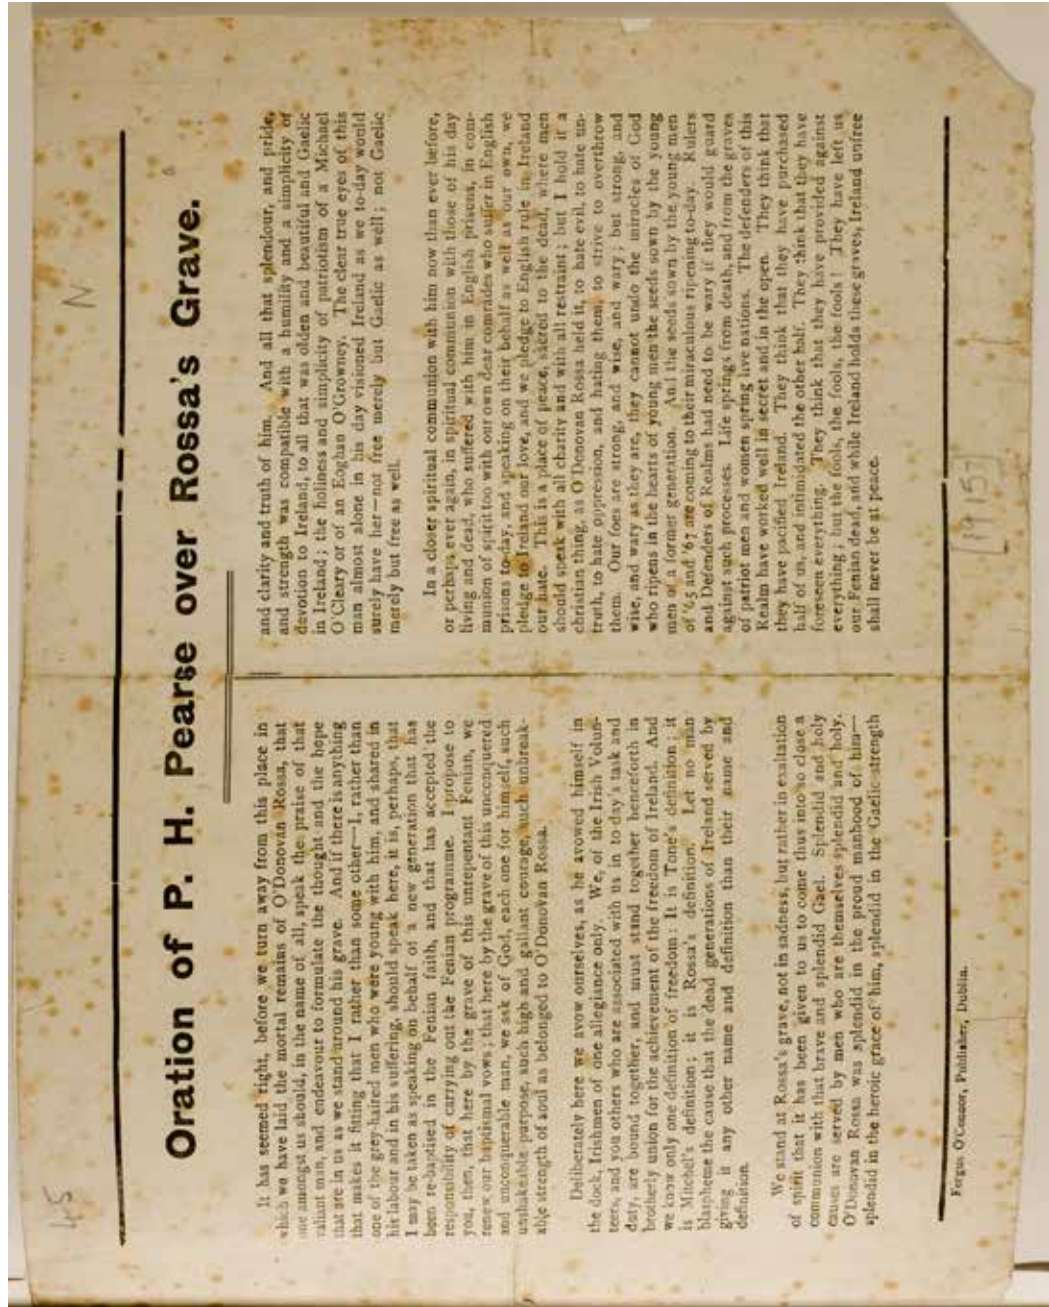 45
N
Oration of P. H. Pearse over Rossa's Grave.
It has seemed right, before we turn away from this place in
which we have laid the mortal remains of O'Donovan Rossa, that
one amongst us should, in the name of all, speak the praise of that
valiant man, and endeavour to formulate the thought and the hope
that are in us as we stand around his grave. And if there is anything
that makes it fitting that I rather than some other—I, rather than
one of the grey-haired men who were young with him, and shared in
his labour and in his suffering, should speak here, it is, perhaps, that
I may be taken as speaking on behalf of a new generation that has
been re-baptised in the Fenian faith, and that has accepted the
responsibility of carrying out the Fenian programme. I propose to
you, then, that here by the grave of this unrepentant Fenian, we
renew our baptismal vows; that here by the grave of this unconquered
and unconquerable man, we ask of God, each one for himself, such
unshakeable purpose, such high and gallant courage, such unbreak-
able strength of soul as belonged to O'Donovan Rossa.
Deliberately here we avow ourselves, as he avowed himself in
the dock, Irishmen of one allegiance only. We, of the Irish Volun-
teers, and you others who are associated with us in to-day's task and
duty, are bound together, and must stand together henceforth in
brotherly union for the achievement of the freedom of Ireland. And
we know only one definition of freedom: It is Tone's definition; it
is Mitchel's definition; it is Rossa's definition. Let no man
blaspheme the cause that the dead generations of Ireland served by
giving it any other name and definition than their name and
definition.
We stand at Rossa's grave, not in sadness, but rather in exaltation
of spirit that it has been given to us to come thus into so close a
communion with that brave and splendid Gael. Splendid and holy
causes are served by men who are themselves splendid and holy.
O'Donovan Rossa was splendid in the proud manhood of him—
splendid in the heroic grace of him, splendid in the Gaelic strength
and clarity and truth of him. And all that splendour, and pride,
and strength was compatible with a humility and a simplicity of
devotion to Ireland, to all that was olden and beautiful and Gaelic
in Ireland; the holiness and simplicity of patriotism of a Michael
O'Cleary or of an Eoghan O'Growney. The clear true eyes of this
man almost alone in his day visioned Ireland as we to-day would
surely have her—not free merely but Gaelic as well; not Gaelic
merely but free as well.
In a closer spiritual communion with him now than ever before,
or perhaps ever again, in spiritual communion with those of his day
living and dead, who suffered with him in English prisons, in com-
munion of spirit too with our own dear comrades who suffer in English
prisons to-day, and speaking on their behalf as well as our own, we
pledge to Ireland our love, and we pledge to English rule in Ireland
our hate. This is a place of peace, sacred to the dead, where men
should speak with all charity and with all restraint; but I hold it a
christian thing, as O'Donovan Rossa held it, to hate evil, to hate un-
truth, to hate oppression, and hating them, to strive to overthrow
them. Our foes are strong, and wise, and wary; but strong, and
wise, and wary as they are, they cannot undo the miracles of God
who ripens in the hearts of young men the seeds sown by the young
men of a former generation. And the seeds sown by the young men
of '65 and '67 are coming to their miraculous ripening to-day. Rulers
and Defenders of Realms had need to be wary if they would guard
against such processes. Life springs from death, and from the graves
of patriot men and women spring live nations. The defenders of this
Realm have worked well in secret and in the open. They think that
they have pacified Ireland. They think that they have purchased
half of us, and intimidated the other half. They think that they have
foreseen everything. They think that they have provided against
everything; but the fools, the fools, the fools! They have left us
our Fenian dead, and while Ireland holds these graves, Ireland unfree
shall never be at peace.
Fergus O'Connor, Publisher, Dublin.
[1915]